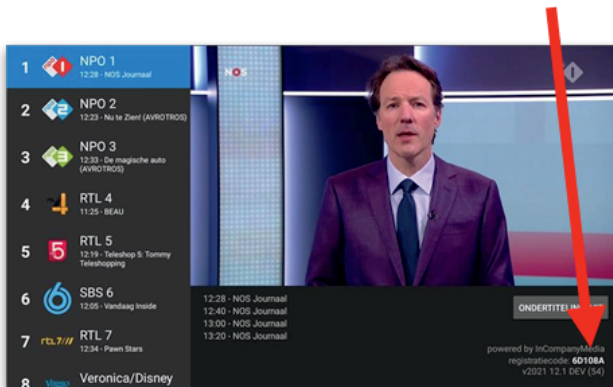 1 NPO 1
12:28 - NOS Journaal
2 NPO 2
12:23 - Nu te Zien! (AVROTROS)
3 NPO 3
12:33 - De magische auto
(AVROTROS)
4 RTL 4
11:25 - BEAU
5 RTL 5
12:19 - Teleshop 5: Tommy
Teleshopping
6 SBS 6
12:05 - Vandaag Inside
7 RTL 7
12:34 - Pawn Stars
8 Veronica/Disney
NOS
12:28 - NOS Journaal
12:40 - NOS Journaal
13:00 - NOS Journaal
13:20 - NOS Journaal
powered by InCompanyMedia
registratiecode: 6D108A
v2021 12.1 DEV (54)